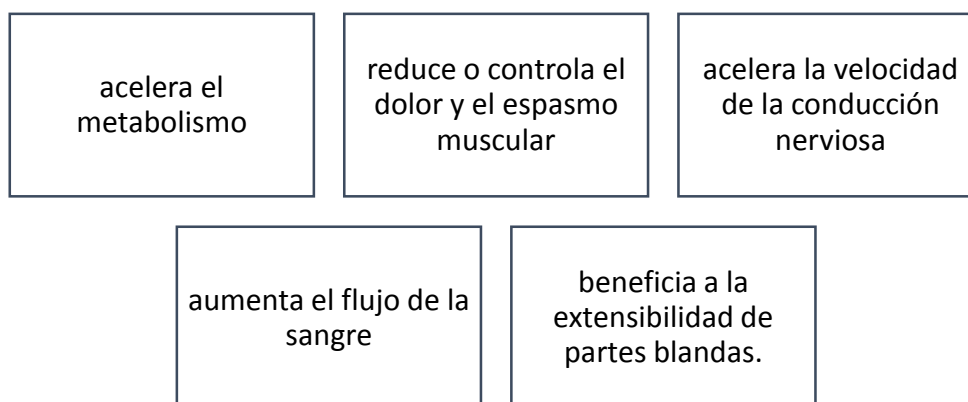 acelera el
metabolismo
reduce o controla el
dolor y el espasmo
muscular
acelera la velocidad
de la conducción
nerviosa
aumenta el flujo de la
sangre
beneficia a la
extensibilidad de
partes blandas.